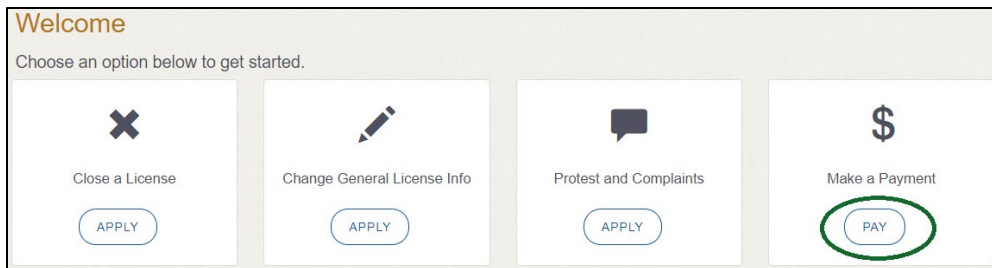 Welcome
Choose an option below to get started.
Close a License
Change General License Info
Protest and Complaints
Make a Payment
APPLY
APPLY
APPLY
PAY